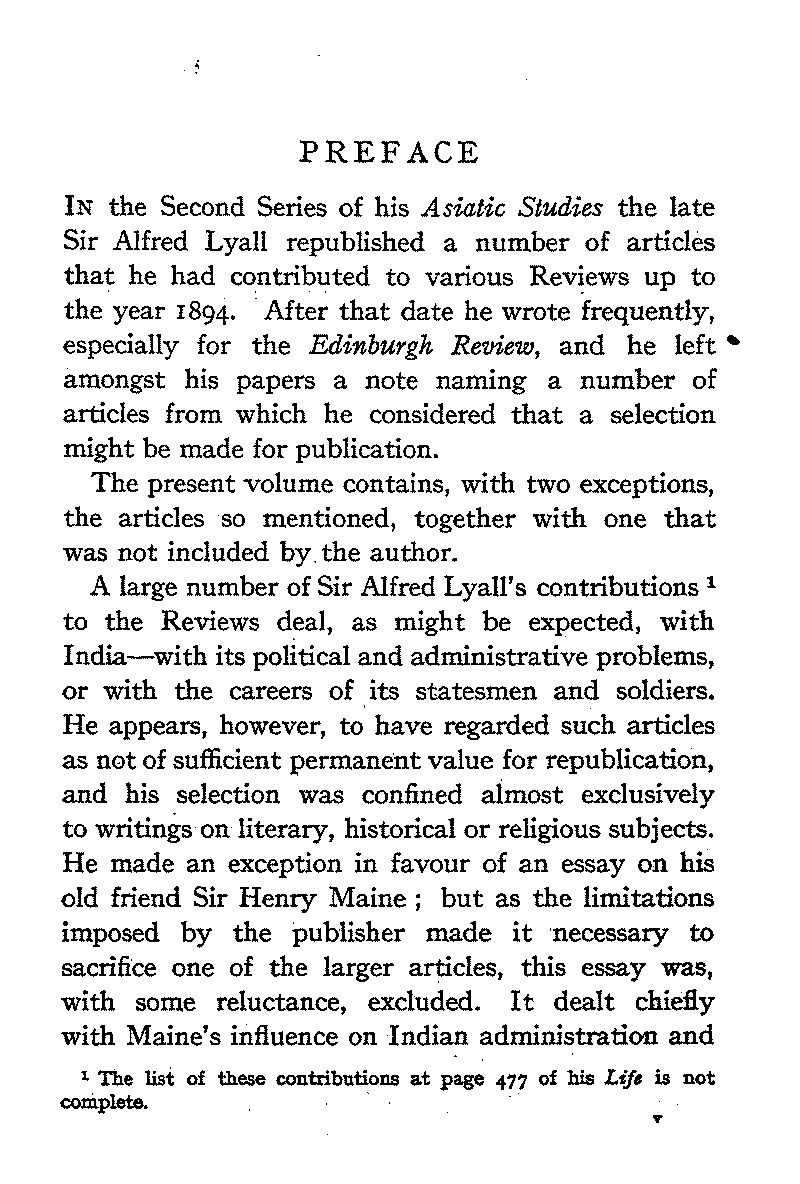 PREFACE
IN the Second Series of his Asiatic Studies the late
Sir Alfred Lyall republished a number of articles
that he had contributed to various Reviews up to
the year 1894. After that date he wrote frequently,
especially for the Edinburgh Review, and he left
amongst his papers a note naming a number of
articles from which he considered that a selection
might be made for publication.
The present volume contains, with two exceptions,
the articles so mentioned, together with one that
was not included by the author.
A large number of Sir Alfred Lyall's contributions ¹
to the Reviews deal, as might be expected, with
India—with its political and administrative problems,
or with the careers of its statesmen and soldiers.
He appears, however, to have regarded such articles
as not of sufficient permanent value for republication,
and his selection was confined almost exclusively
to writings on literary, historical or religious subjects.
He made an exception in favour of an essay on his
old friend Sir Henry Maine ; but as the limitations
imposed by the publisher made it necessary to
sacrifice one of the larger articles, this essay was,
with some reluctance, excluded. It dealt chiefly
with Maine's influence on Indian administration and
¹ The list of these contributions at page 477 of his Life is not
complete.
v